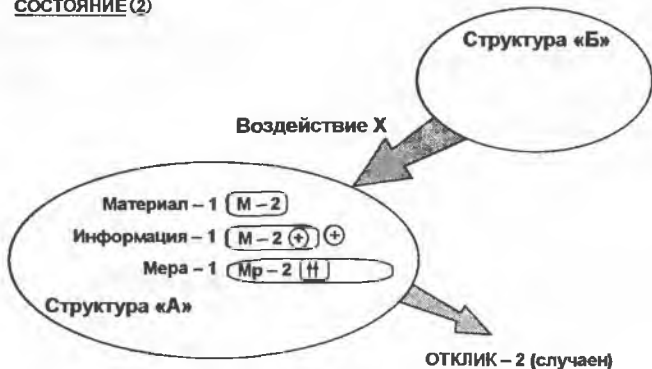 СОСТОЯНИЕ (2)
Структура «Б»
Воздействие X
Материал – 1 М – 2
Информация – 1 М – 2 (+) (+)
Мера – 1 Мр – 2 ↑↑
Структура «А»
ОТКЛИК – 2 (случаен)